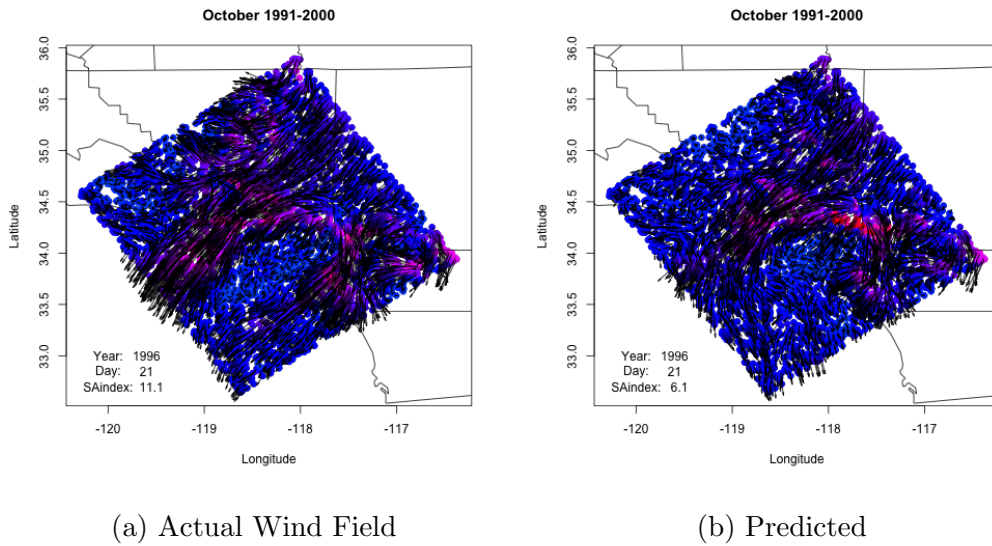 October 1991-2000
36.0
35.5
35.0
34.5
34.0
33.5
33.0
Latitude
Year: 1996
Day: 21
SAindex: 11.1
-120 -119 -118 -117
Longitude
(a) Actual Wind Field
October 1991-2000
36.0
35.5
35.0
34.5
34.0
33.5
33.0
Latitude
Year: 1996
Day: 21
SAindex: 6.1
-120 -119 -118 -117
Longitude
(b) Predicted